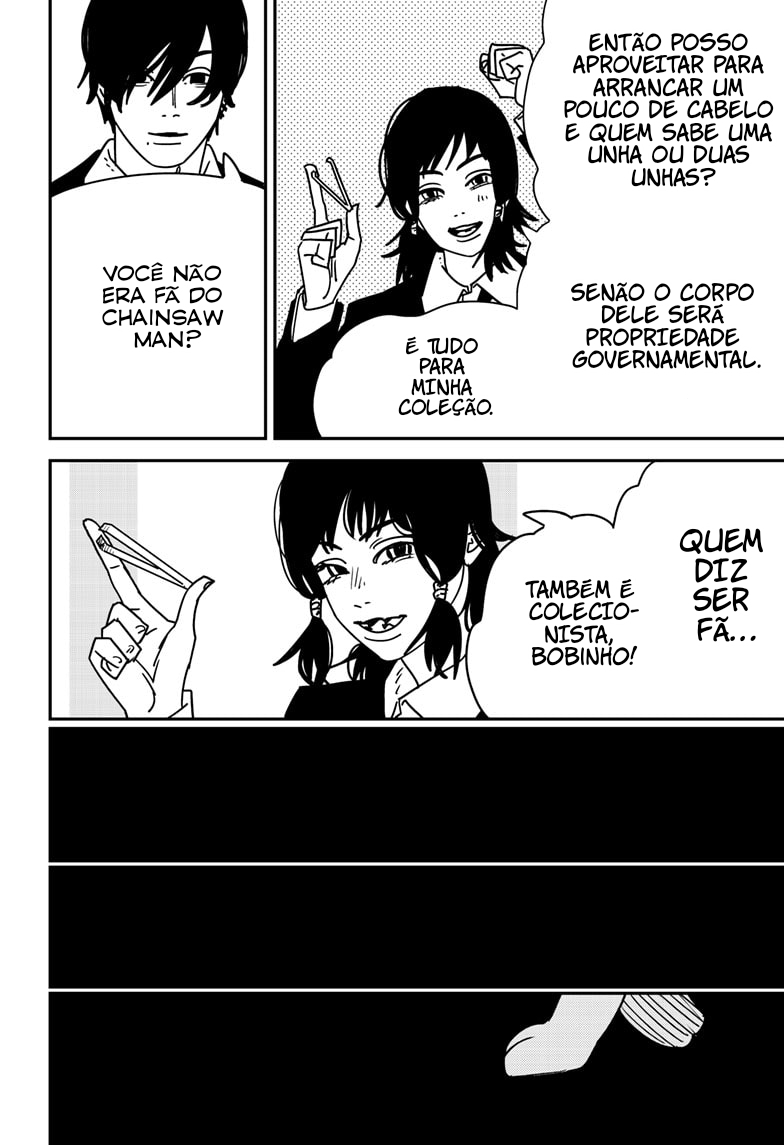 ENTÃO POSSO
APROVEITAR PARA
ARRANCAR UM
POUCO DE CABELO
E QUEM SABE UMA
UNHA OU DUAS
UNHAS?
SENÃO O CORPO
DELE SERÁ
PROPRIEDADE
GOVERNAMENTAL.
É TUDO
PARA
MINHA
COLEÇÃO.
VOCÊ NÃO
ERA FÃ DO
CHAINSAW
MAN?
QUEM
DIZ
SER
FÃ...
TAMBÉM É
COLECIO-
NISTA,
BOBINHO!